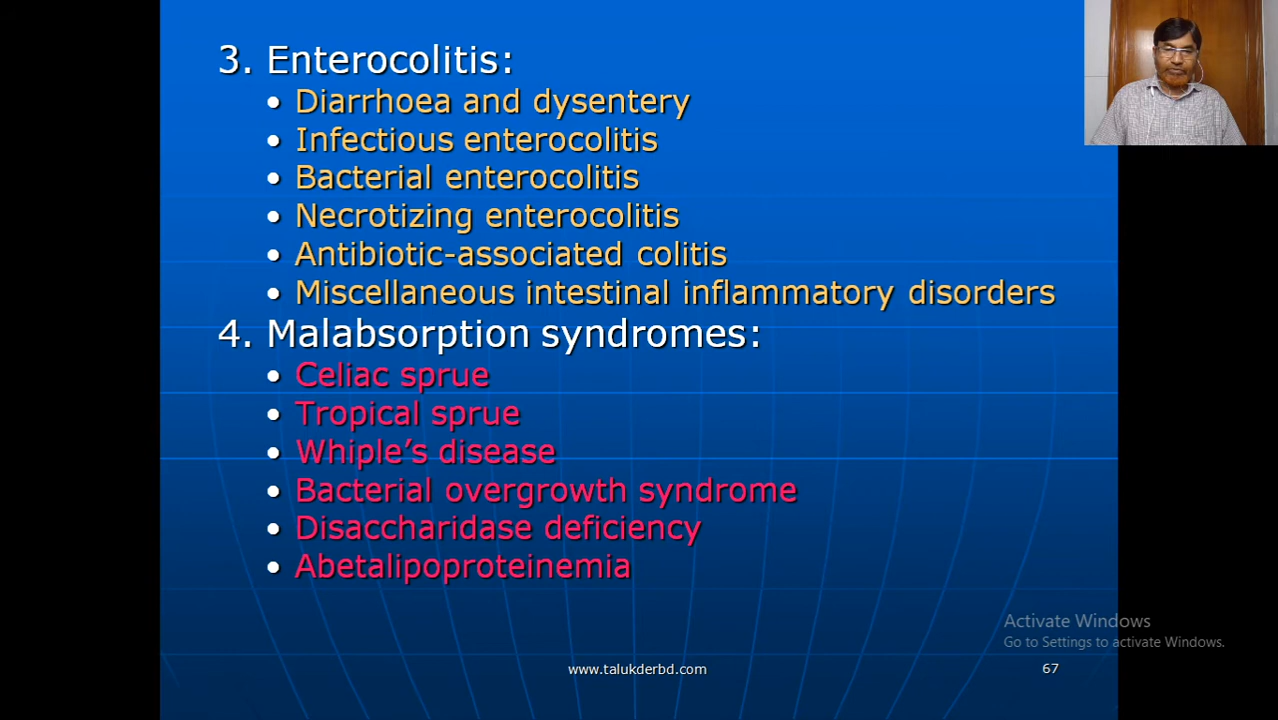 3. Enterocolitis:
• Diarrhoea and dysentery
• Infectious enterocolitis
• Bacterial enterocolitis
• Necrotizing enterocolitis
• Antibiotic-associated colitis
• Miscellaneous intestinal inflammatory disorders
4. Malabsorption syndromes:
• Celiac sprue
• Tropical sprue
• Whiple’s disease
• Bacterial overgrowth syndrome
• Disaccharidase deficiency
• Abetalipoproteinemia
Activate Windows
Go to Settings to activate Windows.
www.talukderbd.com
67